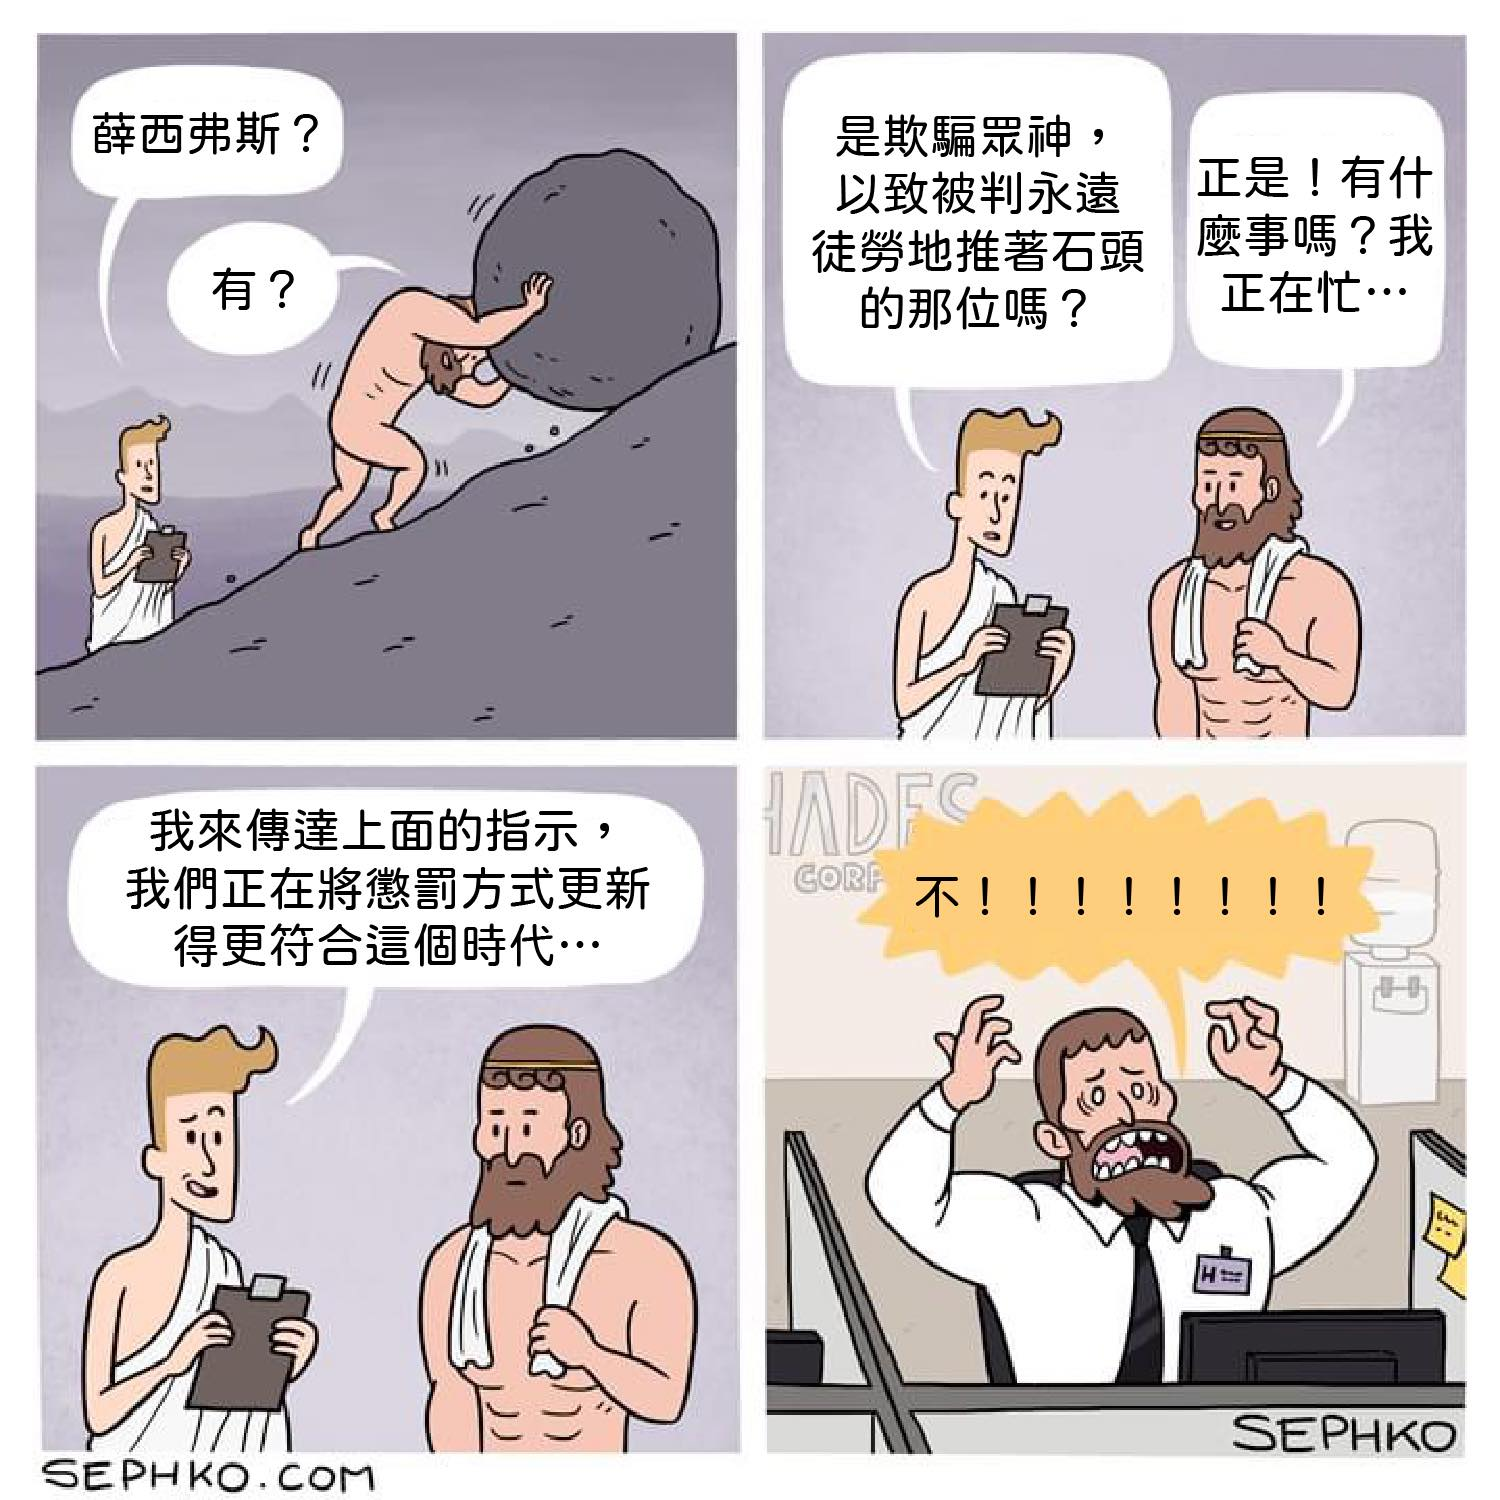 薛西弗斯？
有？
是欺騙眾神，
以致被判永遠
徒勞地推著石頭
的那位嗎？
正是！有什
麼事嗎？我
正在忙…
我來傳達上面的指示，
我們正在將懲罰方式更新
得更符合這個時代…
HADES
CORP
不！！！！！！！！
H
SEPHKO
SEPHKO.COM